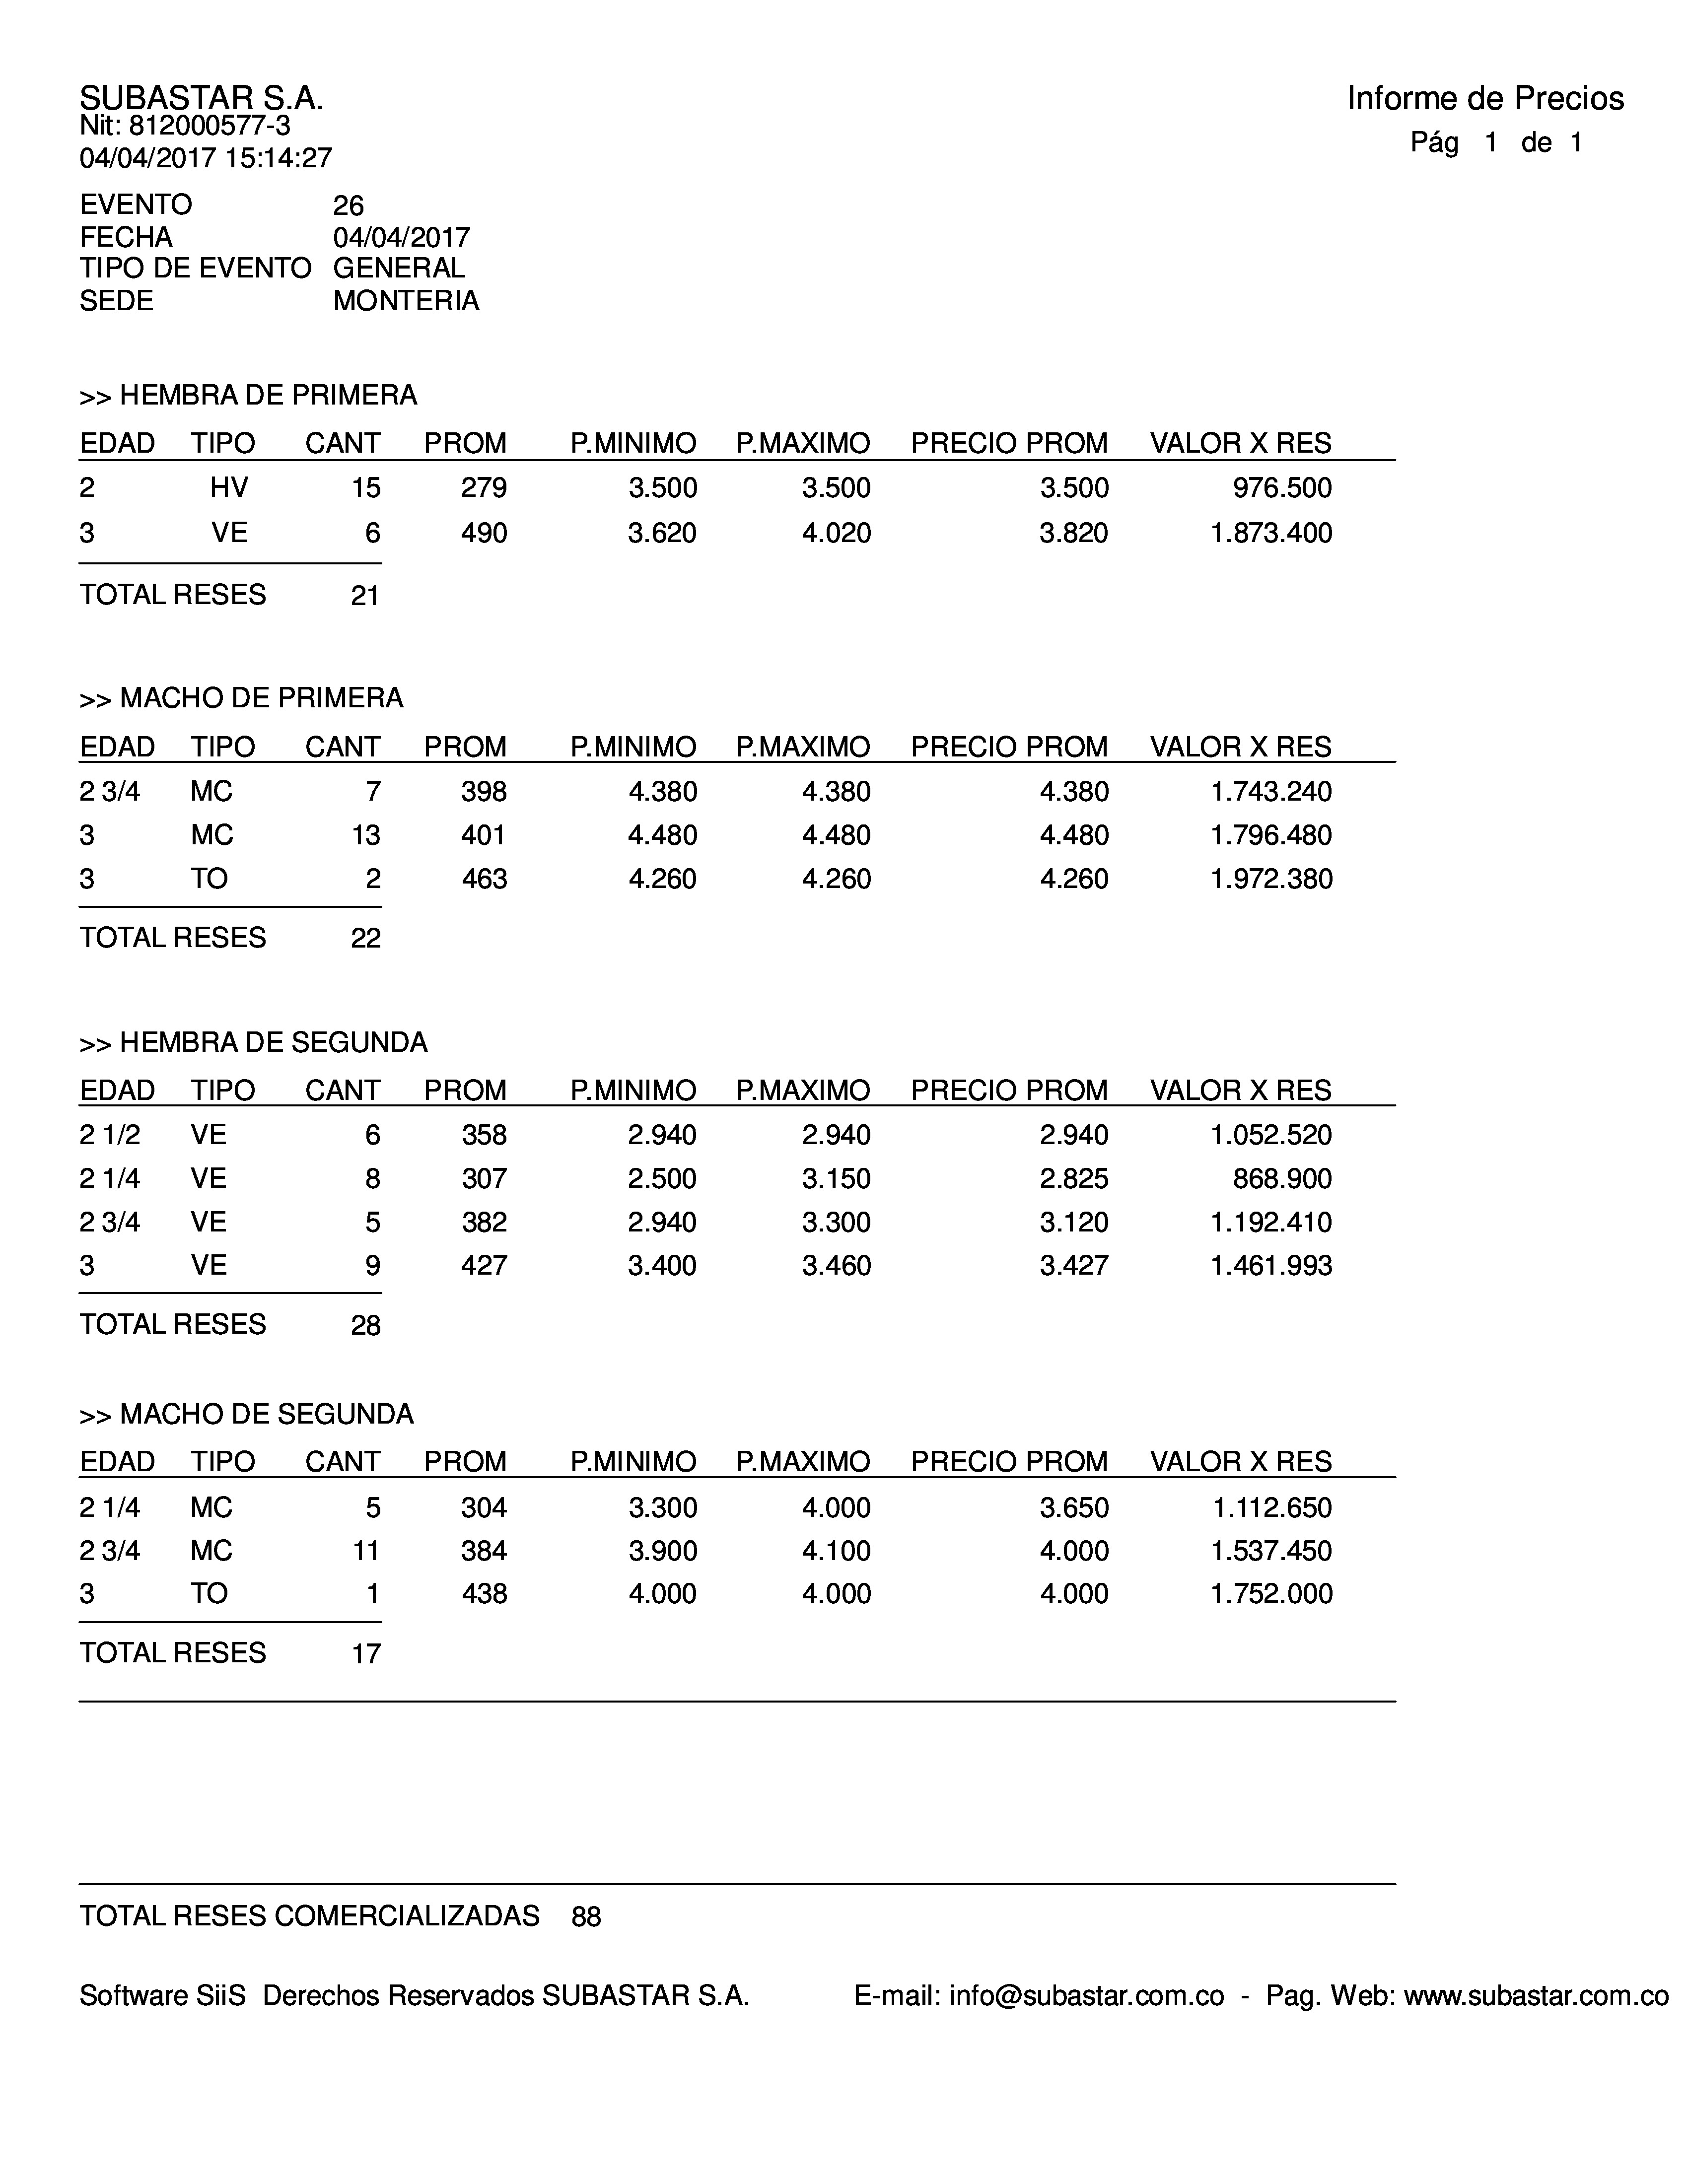 SUBASTAR S.A.
Informe de Precios
Nit: 812000577-3
Pág 1 de 1
04/04/2017 15:14:27
EVENTO 26
FECHA 04/04/2017
TIPO DE EVENTO GENERAL
SEDE MONTERIA
>> HEMBRA DE PRIMERA
EDAD TIPO CANT PROM P.MINIMO P.MAXIMO PRECIO PROM VALOR X RES
2 HV 15 279 3.500 3.500 3.500 976.500
3 VE 6 490 3.620 4.020 3.820 1.873.400
TOTAL RESES 21
>> MACHO DE PRIMERA
EDAD TIPO CANT PROM P.MINIMO P.MAXIMO PRECIO PROM VALOR X RES
2 3/4 MC 7 398 4.380 4.380 4.380 1.743.240
3 MC 13 401 4.480 4.480 4.480 1.796.480
3 TO 2 463 4.260 4.260 4.260 1.972.380
TOTAL RESES 22
>> HEMBRA DE SEGUNDA
EDAD TIPO CANT PROM P.MINIMO P.MAXIMO PRECIO PROM VALOR X RES
2 1/2 VE 6 358 2.940 2.940 2.940 1.052.520
2 1/4 VE 8 307 2.500 3.150 2.825 868.900
2 3/4 VE 5 382 2.940 3.300 3.120 1.192.410
3 VE 9 427 3.400 3.460 3.427 1.461.993
TOTAL RESES 28
>> MACHO DE SEGUNDA
EDAD TIPO CANT PROM P.MINIMO P.MAXIMO PRECIO PROM VALOR X RES
2 1/4 MC 5 304 3.300 4.000 3.650 1.112.650
2 3/4 MC 11 384 3.900 4.100 4.000 1.537.450
3 TO 1 438 4.000 4.000 4.000 1.752.000
TOTAL RESES 17
TOTAL RESES COMERCIALIZADAS 88
Software SiiS Derechos Reservados SUBASTAR S.A. E-mail: info@subastar.com.co - Pag. Web: www.subastar.com.co